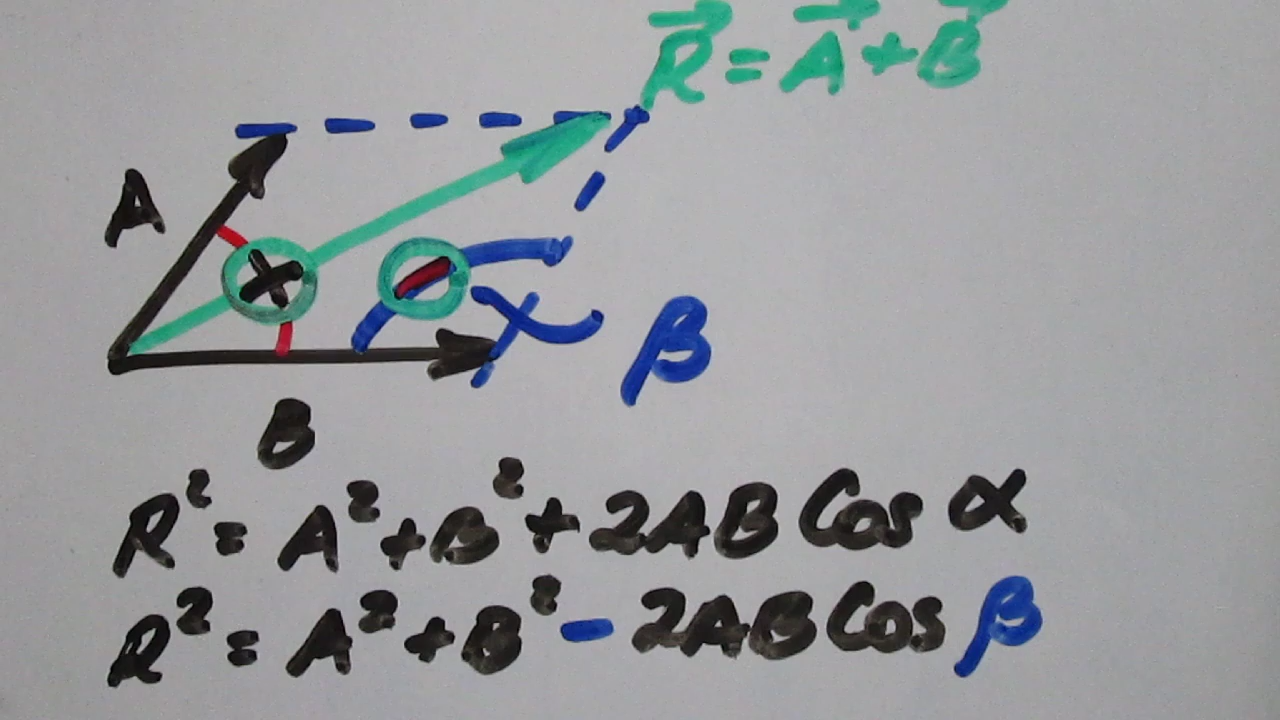 R⃗ = A⃗ + B⃗
A
+
-
β
B
R² = A² + B² + 2AB Cos α
R² = A² + B² - 2AB Cos β